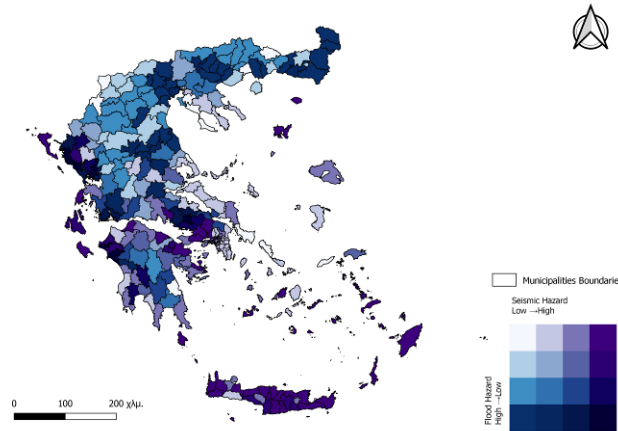 Municipalities Boundarie
Seismic Hazard
Low →High
Flood Hazard
High →Low
0 100 200 χλμ.